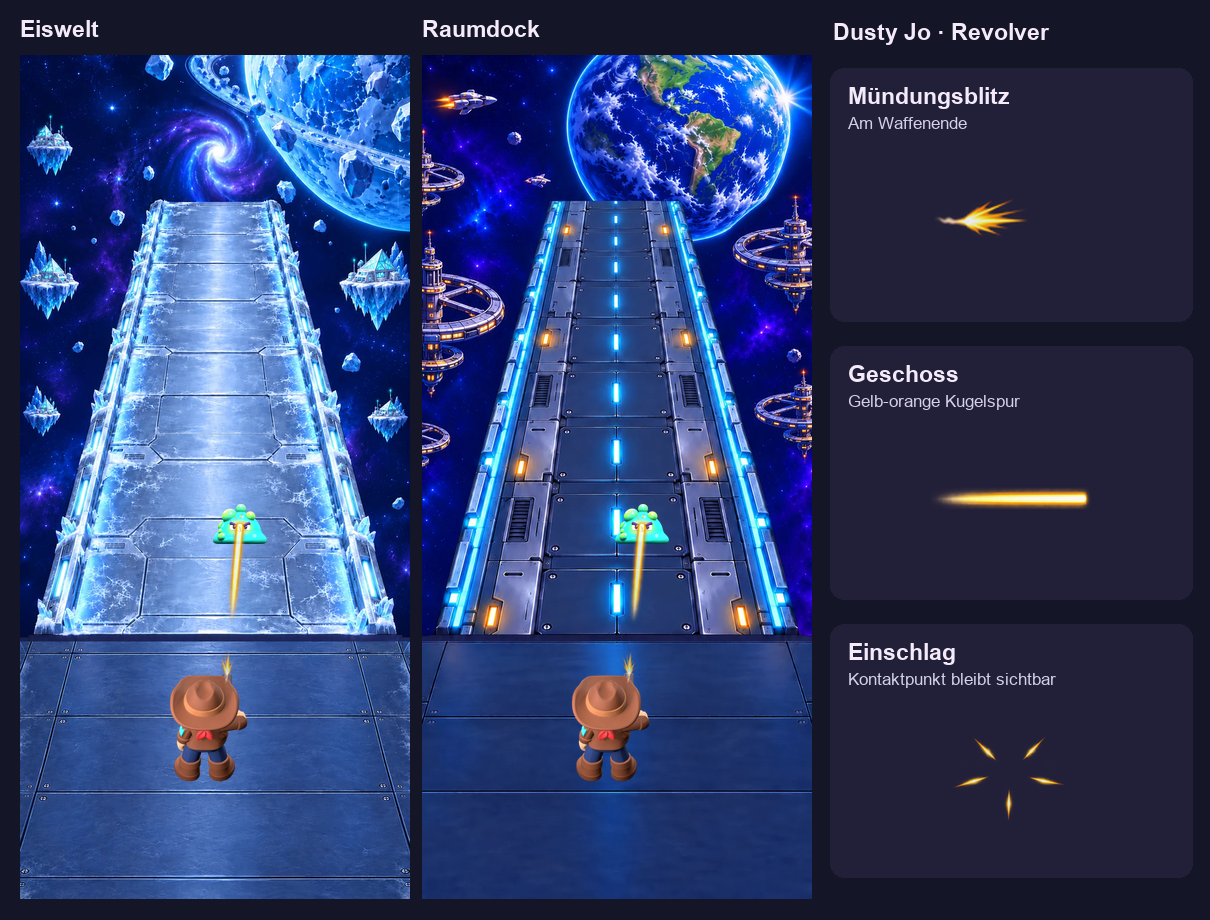 Eiswelt
Raumdock
Dusty Jo · Revolver
Mündungsblitz
Am Waffenende
Geschoss
Gelb-orange Kugelspur
Einschlag
Kontaktpunkt bleibt sichtbar